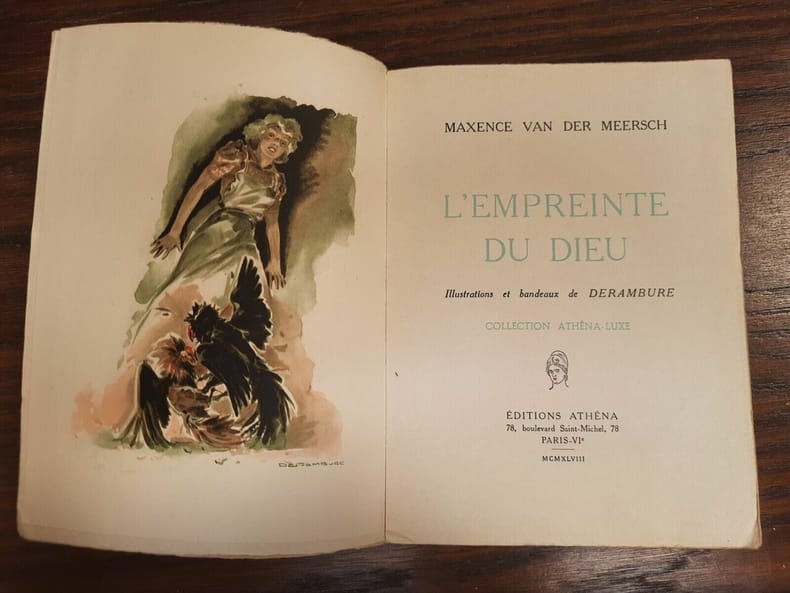 DERAMBURE
MAXENCE VAN DER MEERSCH
L'EMPREINTE
DU DIEU
Illustrations et bandeaux de DERAMBURE
COLLECTION ATHÊNA-LUXE
ÉDITIONS ATHÊNA
78, boulevard Saint-Michel, 78
PARIS-VIe
MCMXLVIII